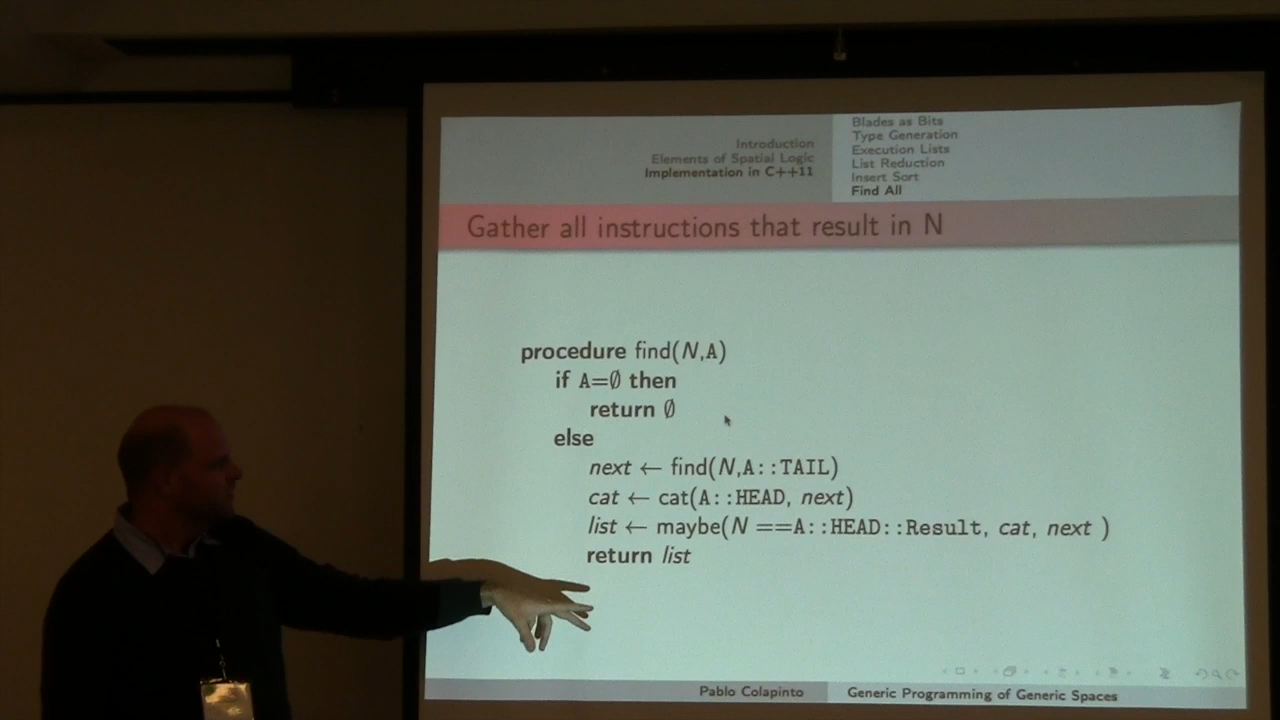 Introduction
Elements of Spatial Logic
Implementation in C++11
Blades as Bits
Type Generation
Execution Lists
List Reduction
Insert Sort
Find All
Gather all instructions that result in N
procedure find(N,A)
if A=∅ then
return ∅
else
next ← find(N,A::TAIL)
cat ← cat(A::HEAD, next)
list ← maybe(N ==A::HEAD::Result, cat, next )
return list
Pablo Colapinto
Generic Programming of Generic Spaces